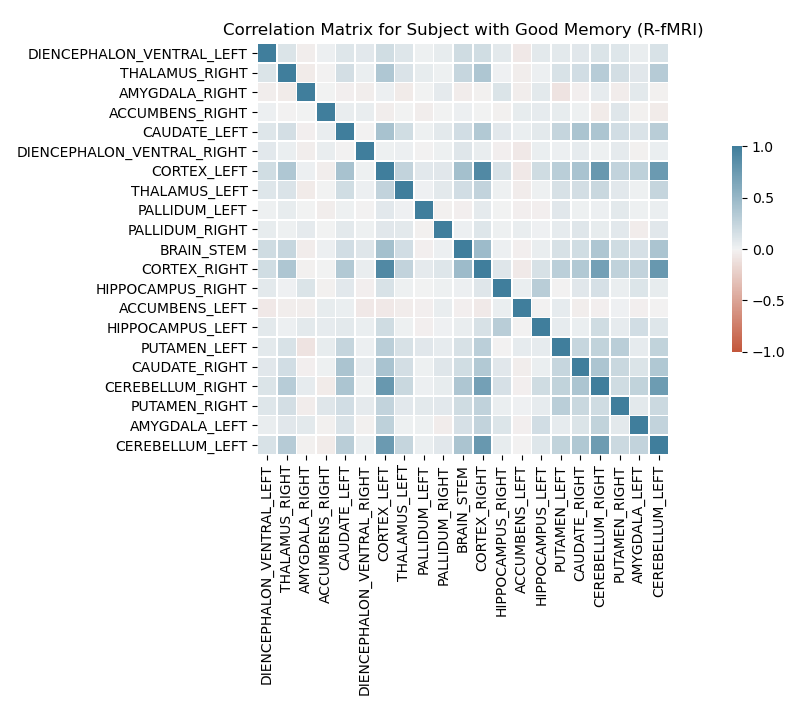 Correlation Matrix for Subject with Good Memory (R-fMRI)
DIENCEPHALON_VENTRAL_LEFT
THALAMUS_RIGHT
AMYGDALA_RIGHT
ACCUMBENS_RIGHT
CAUDATE_LEFT
DIENCEPHALON_VENTRAL_RIGHT
CORTEX_LEFT
THALAMUS_LEFT
PALLIDUM_LEFT
PALLIDUM_RIGHT
BRAIN_STEM
CORTEX_RIGHT
HIPPOCAMPUS_RIGHT
ACCUMBENS_LEFT
HIPPOCAMPUS_LEFT
PUTAMEN_LEFT
CAUDATE_RIGHT
CEREBELLUM_RIGHT
PUTAMEN_RIGHT
AMYGDALA_LEFT
CEREBELLUM_LEFT
DIENCEPHALON_VENTRAL_LEFT
THALAMUS_RIGHT
AMYGDALA_RIGHT
ACCUMBENS_RIGHT
CAUDATE_LEFT
DIENCEPHALON_VENTRAL_RIGHT
CORTEX_LEFT
THALAMUS_LEFT
PALLIDUM_LEFT
PALLIDUM_RIGHT
BRAIN_STEM
CORTEX_RIGHT
HIPPOCAMPUS_RIGHT
ACCUMBENS_LEFT
HIPPOCAMPUS_LEFT
PUTAMEN_LEFT
CAUDATE_RIGHT
CEREBELLUM_RIGHT
PUTAMEN_RIGHT
AMYGDALA_LEFT
CEREBELLUM_LEFT
1.0
0.5
0.0
−0.5
−1.0